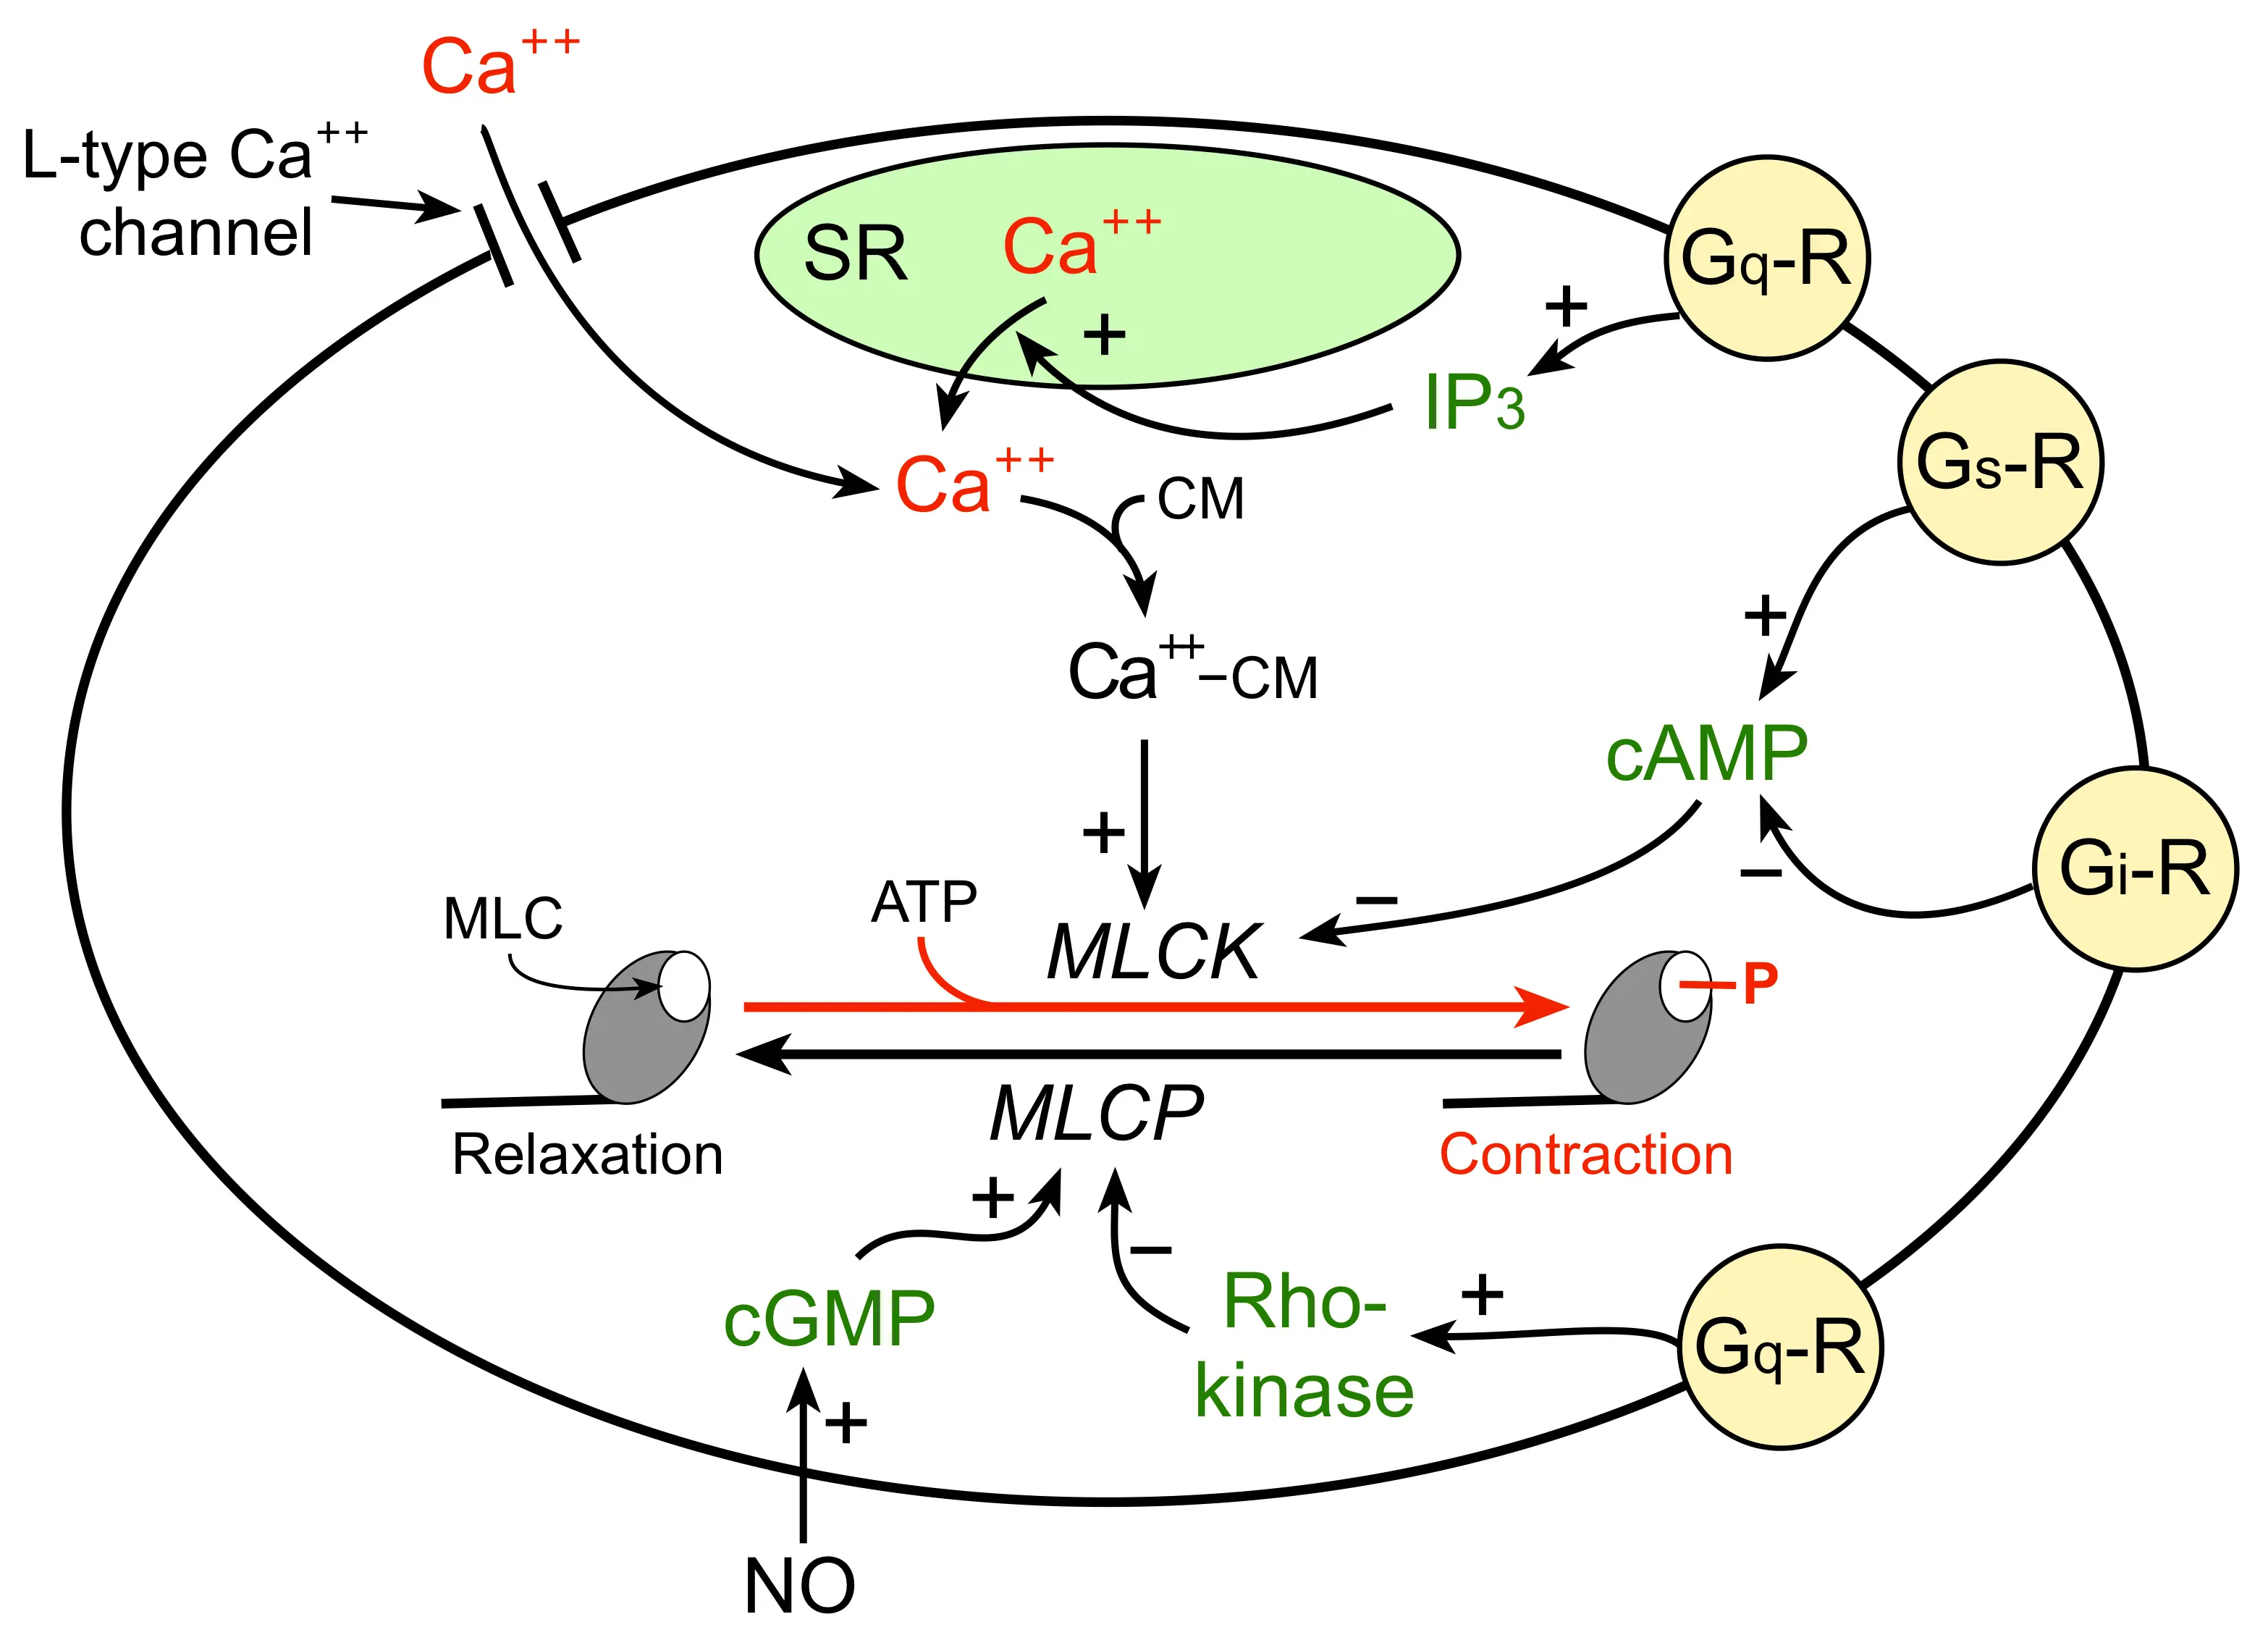 Ca++
L-type Ca++
channel
SR
Ca++
+
Gq-R
+
IP3
Gs-R
Ca++
CM
+
Ca++–CM
cAMP
+
–
Gi-R
ATP
–
MLC
MLCK
P
MLCP
Relaxation
Contraction
+
–
cGMP
Rho-
kinase
+
Gq-R
+
NO